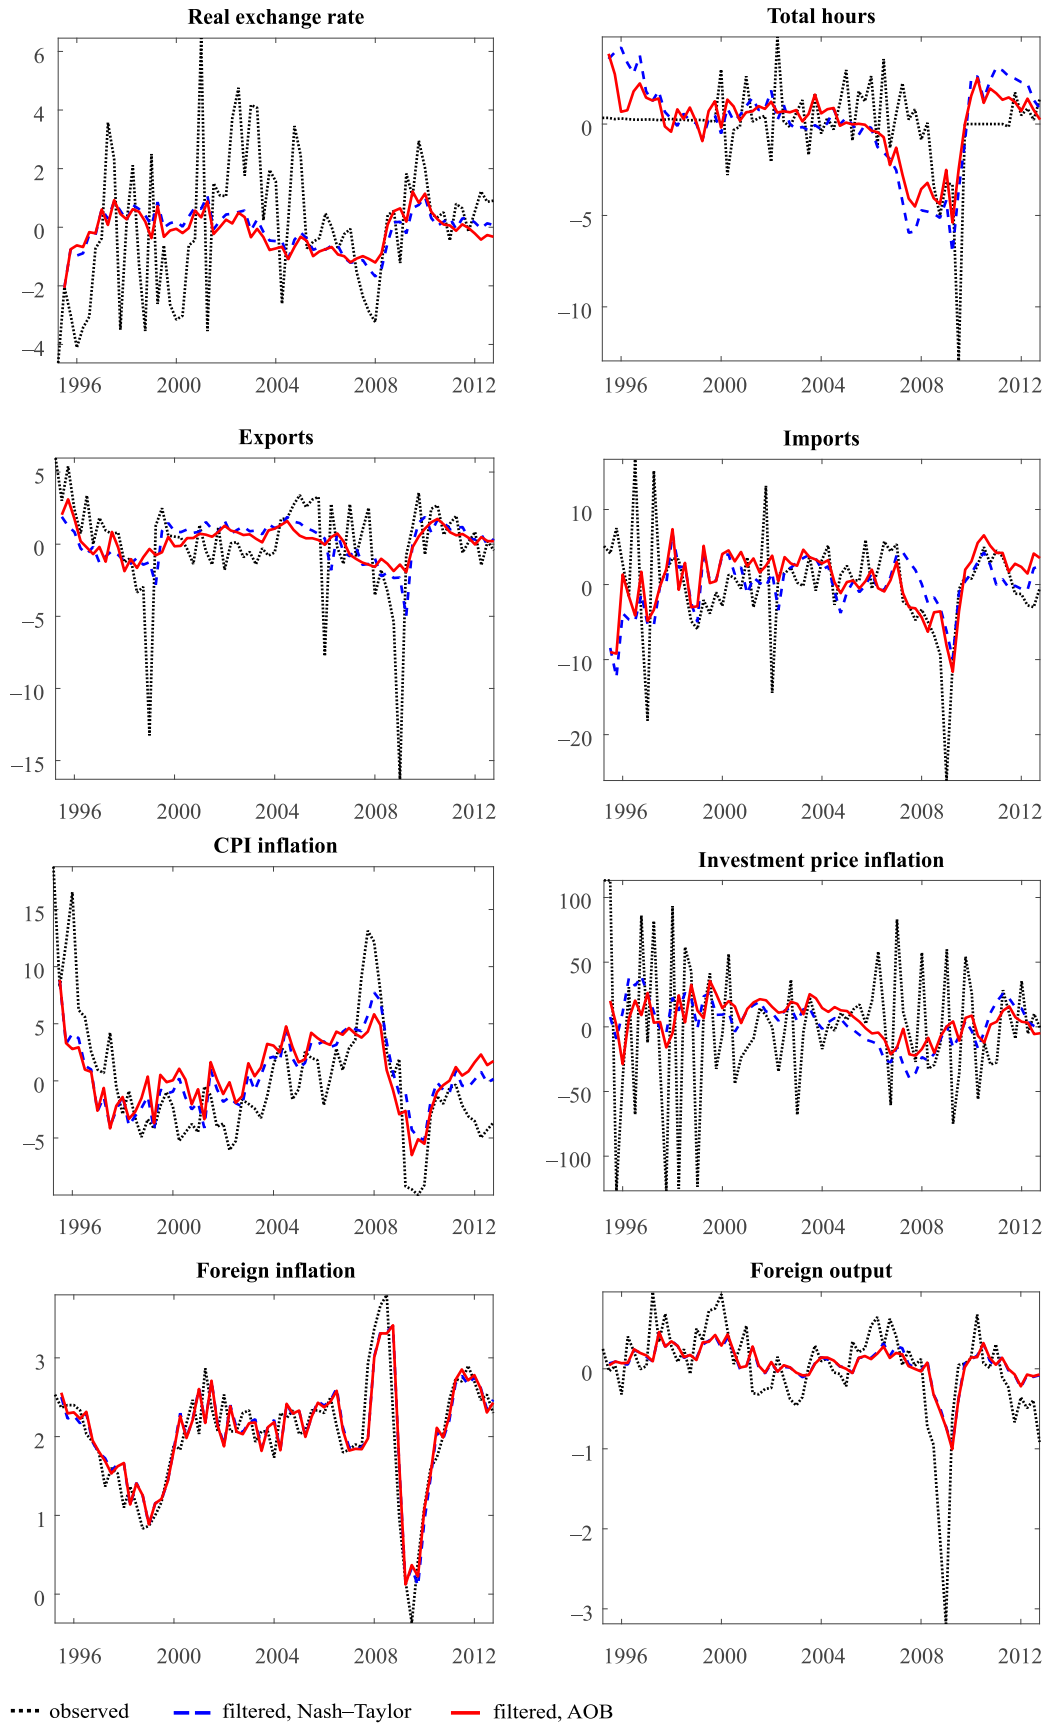 Real exchange rate
6
4
2
0
–2
–4
1996 2000 2004 2008 2012
Total hours
0
–5
–10
1996 2000 2004 2008 2012
Exports
5
0
–5
–10
–15
1996 2000 2004 2008 2012
Imports
10
0
–10
–20
1996 2000 2004 2008 2012
CPI inflation
15
10
5
0
–5
1996 2000 2004 2008 2012
Investment price inflation
100
50
0
–50
–100
1996 2000 2004 2008 2012
Foreign inflation
3
2
1
0
1996 2000 2004 2008 2012
Foreign output
0
–1
–2
–3
1996 2000 2004 2008 2012
observed filtered, Nash–Taylor filtered, AOB